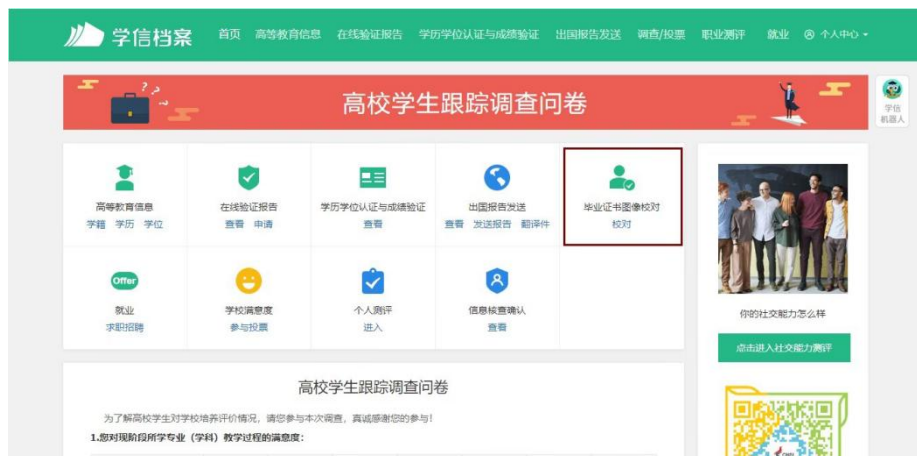 学信档案
首页 高等教育信息 在线验证报告 学历学位认证与成绩验证 出国报告发送 调查/投票 职业测评 就业 个人中心
高校学生跟踪调查问卷
学信
机器人
高等教育信息 在线验证报告 学历学位认证与成绩验证 出国报告发送 毕业证书图像校对
学籍 学历 学位 查看 申请 查看 查看 发送报告 翻译件 校对
Offer
就业 学校满意度 个人测评 信息核查确认
求职招聘 参与投票 进入 查看
你的社交能力怎么样
点击进入社交能力测评
高校学生跟踪调查问卷
为了解高校学生对学校培养评价情况，请您参与本次调查，真诚感谢您的参与！
1.您对现阶段所学专业（学科）教学过程的满意度：